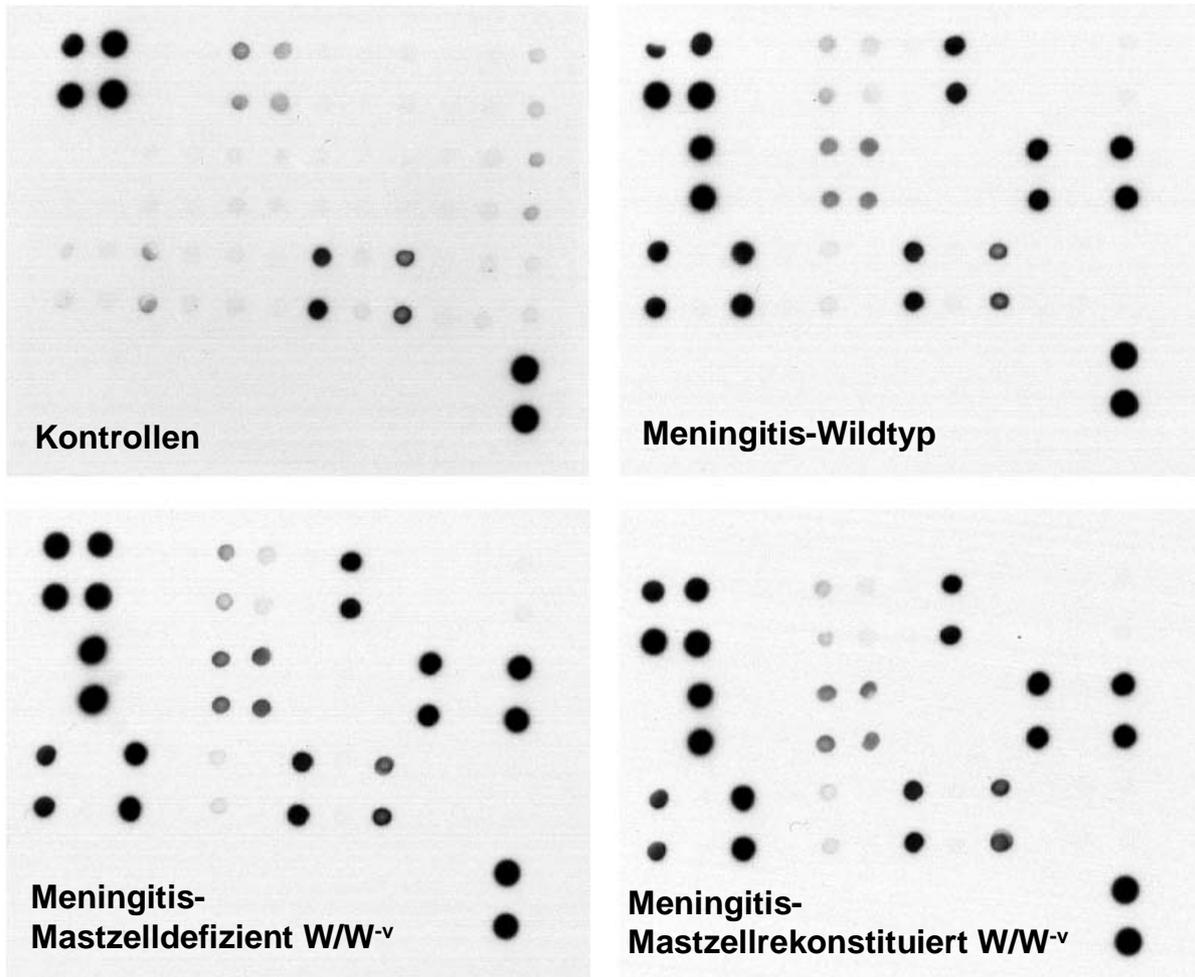 Kontrollen
Meningitis-Wildtyp
Meningitis-
Mastzelldefizient W/W-v
Meningitis-
Mastzellrekonstituiert W/W-v